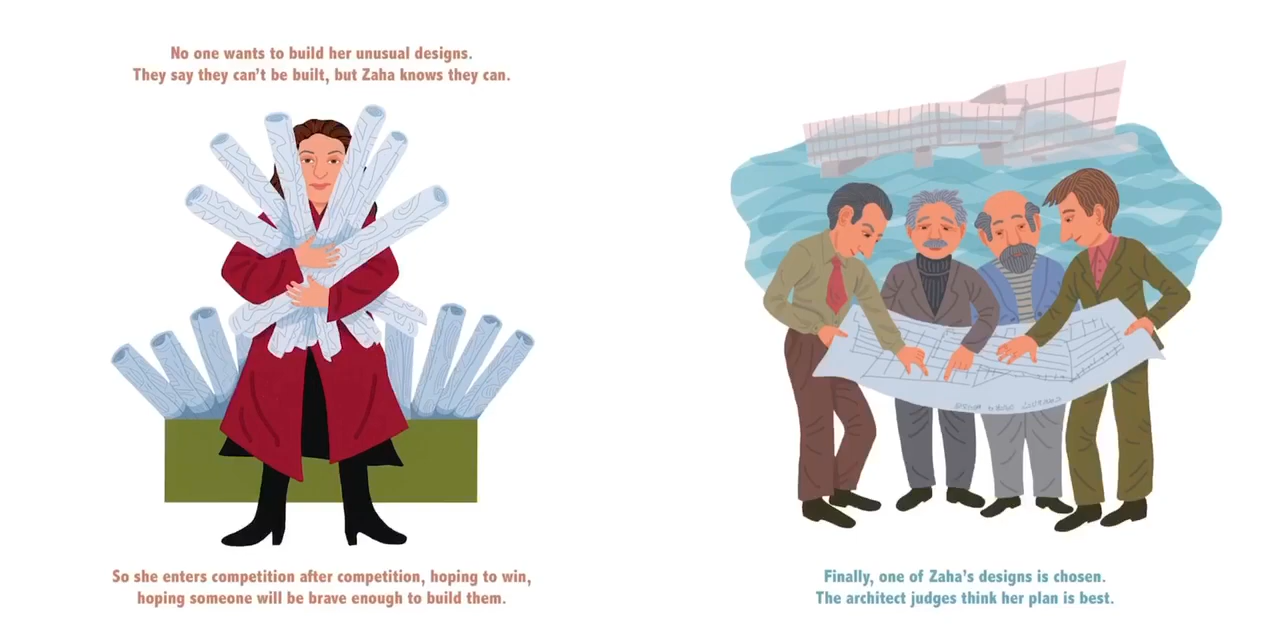 No one wants to build her unusual designs.
They say they can't be built, but Zaha knows they can.
So she enters competition after competition, hoping to win,
hoping someone will be brave enough to build them.
Finally, one of Zaha's designs is chosen.
The architect judges think her plan is best.